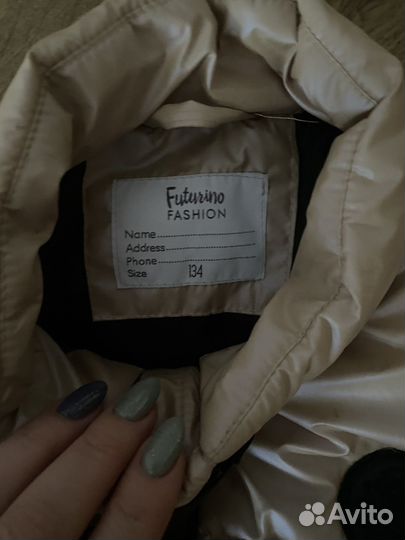 Futurino
FASHION
Name
Address
Phone
Size 134
Avito